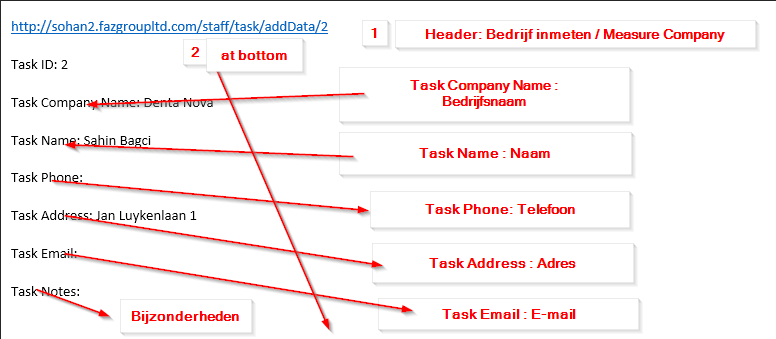 http://sohan2.fazgroupltd.com/staff/task/addData/2
1
Header: Bedrijf inmeten / Measure Company
2
at bottom
Task ID: 2
Task Company Name :
Bedrijfsnaam
Task Company Name: Denta Nova
Task Name: Sahin Bagci
Task Name : Naam
Task Phone:
Task Phone : Telefoon
Task Address: Jan Luykenlaan 1
Task Address : Adres
Task Email:
Task Notes:
Bijzonderheden
Task Email : E-mail